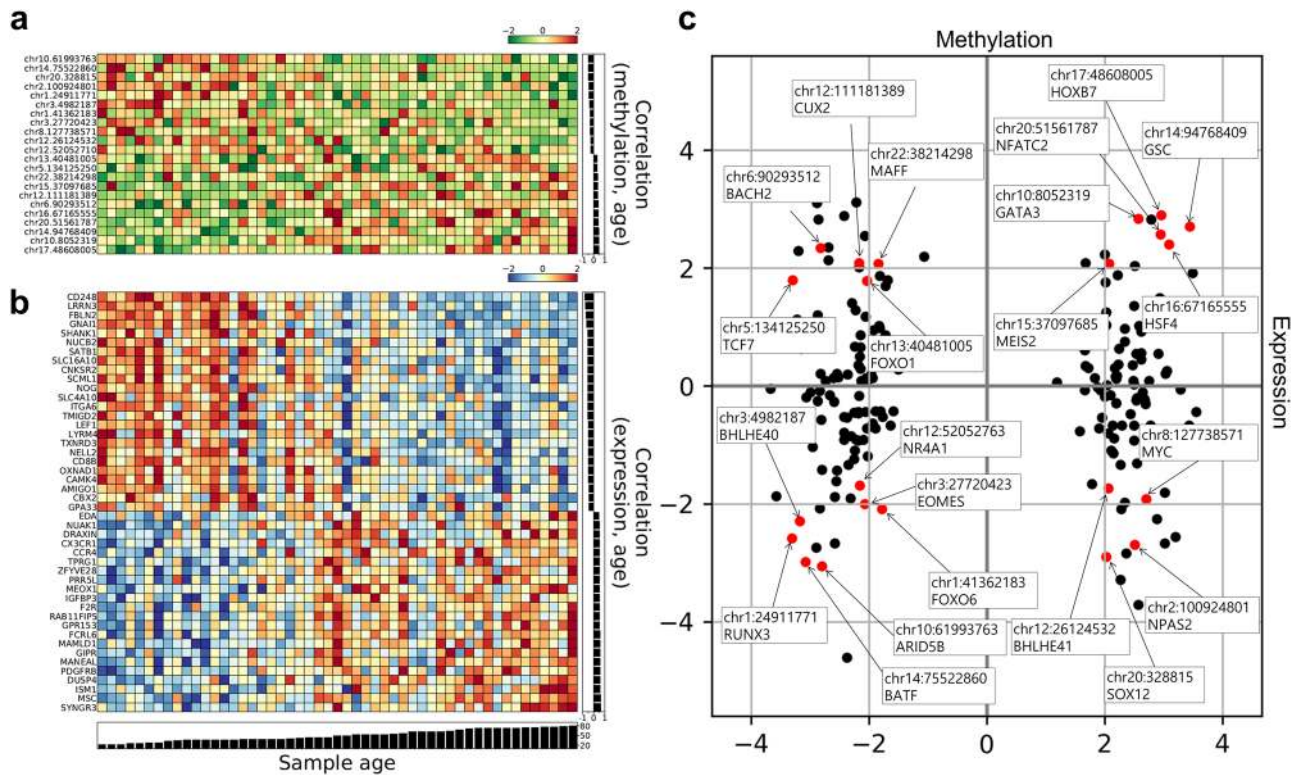 a
−2 0 2
chr10.61993763
chr14.75522860
chr20.328815
chr2.100924801
chr1.24911771
chr3.4982187
chr1.41362183
chr3.27720423
chr8.127738571
chr12.26124532
chr12.52052710
chr13.40481005
chr5.134125250
chr22.38214298
chr15.37097685
chr12.111181389
chr6.90293512
chr16.67165555
chr20.51561787
chr14.94768409
chr10.8052319
chr17.48608005
-1 0 1
Correlation
(methylation, age)
b
−2 0 2
CD248
LRRN3
FBLN2
GNAI1
SHANK1
NUCB2
SATB1
SLC16A10
CNKSR2
SCML1
NOG
SLC4A10
ITGA6
TMIGD2
LEF1
LYRM4
TXNRD3
NELL2
CD8B
OXNAD1
CAMK4
AMIGO1
CBX2
GPA33
EDA
NUAK1
DRAXIN
CX3CR1
CCR4
TPRG1
ZFYVE28
PRR5L
MEOX1
IGFBP3
F2R
RAB11FIP5
GPR153
FCRL6
MAMLD1
GIPR
MANEAL
PDGFRB
DUSP4
ISM1
MSC
SYNGR3
-1 0 1
Correlation
(expression, age)
80
50
20
Sample age
c
Methylation
Expression
4
2
0
−2
−4
−4 −2 0 2 4
chr12:111181389
CUX2
chr22:38214298
MAFF
chr6:90293512
BACH2
chr5:134125250
TCF7
chr13:40481005
FOXO1
chr17:48608005
HOXB7
chr20:51561787
NFATC2
chr14:94768409
GSC
chr10:8052319
GATA3
chr16:67165555
HSF4
chr15:37097685
MEIS2
chr3:4982187
BHLHE40
chr12:52052763
NR4A1
chr3:27720423
EOMES
chr1:41362183
FOXO6
chr1:24911771
RUNX3
chr10:61993763
ARID5B
chr14:75522860
BATF
chr8:127738571
MYC
chr2:100924801
NPAS2
chr12:26124532
BHLHE41
chr20:328815
SOX12